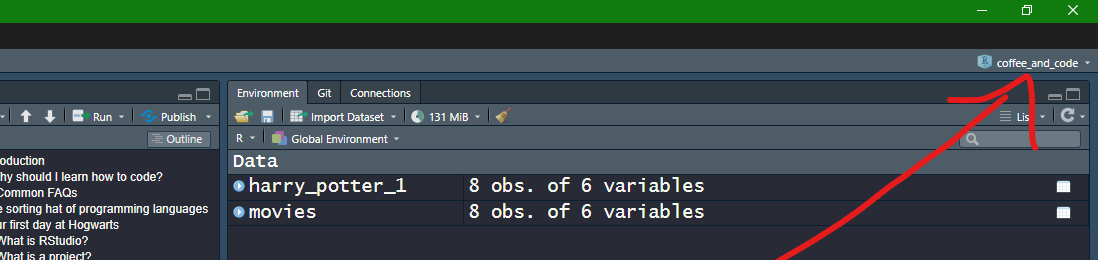 coffee_and_code
Environment Git Connections
Run Publish
Import Dataset 131 MiB
Outline
R Global Environment
Data
oduction
hy should I learn how to code?
Common FAQs
e sorting hat of programming languages
ur first day at Hogwarts
What is RStudio?
What is a project?
harry_potter_1 8 obs. of 6 variables
movies 8 obs. of 6 variables